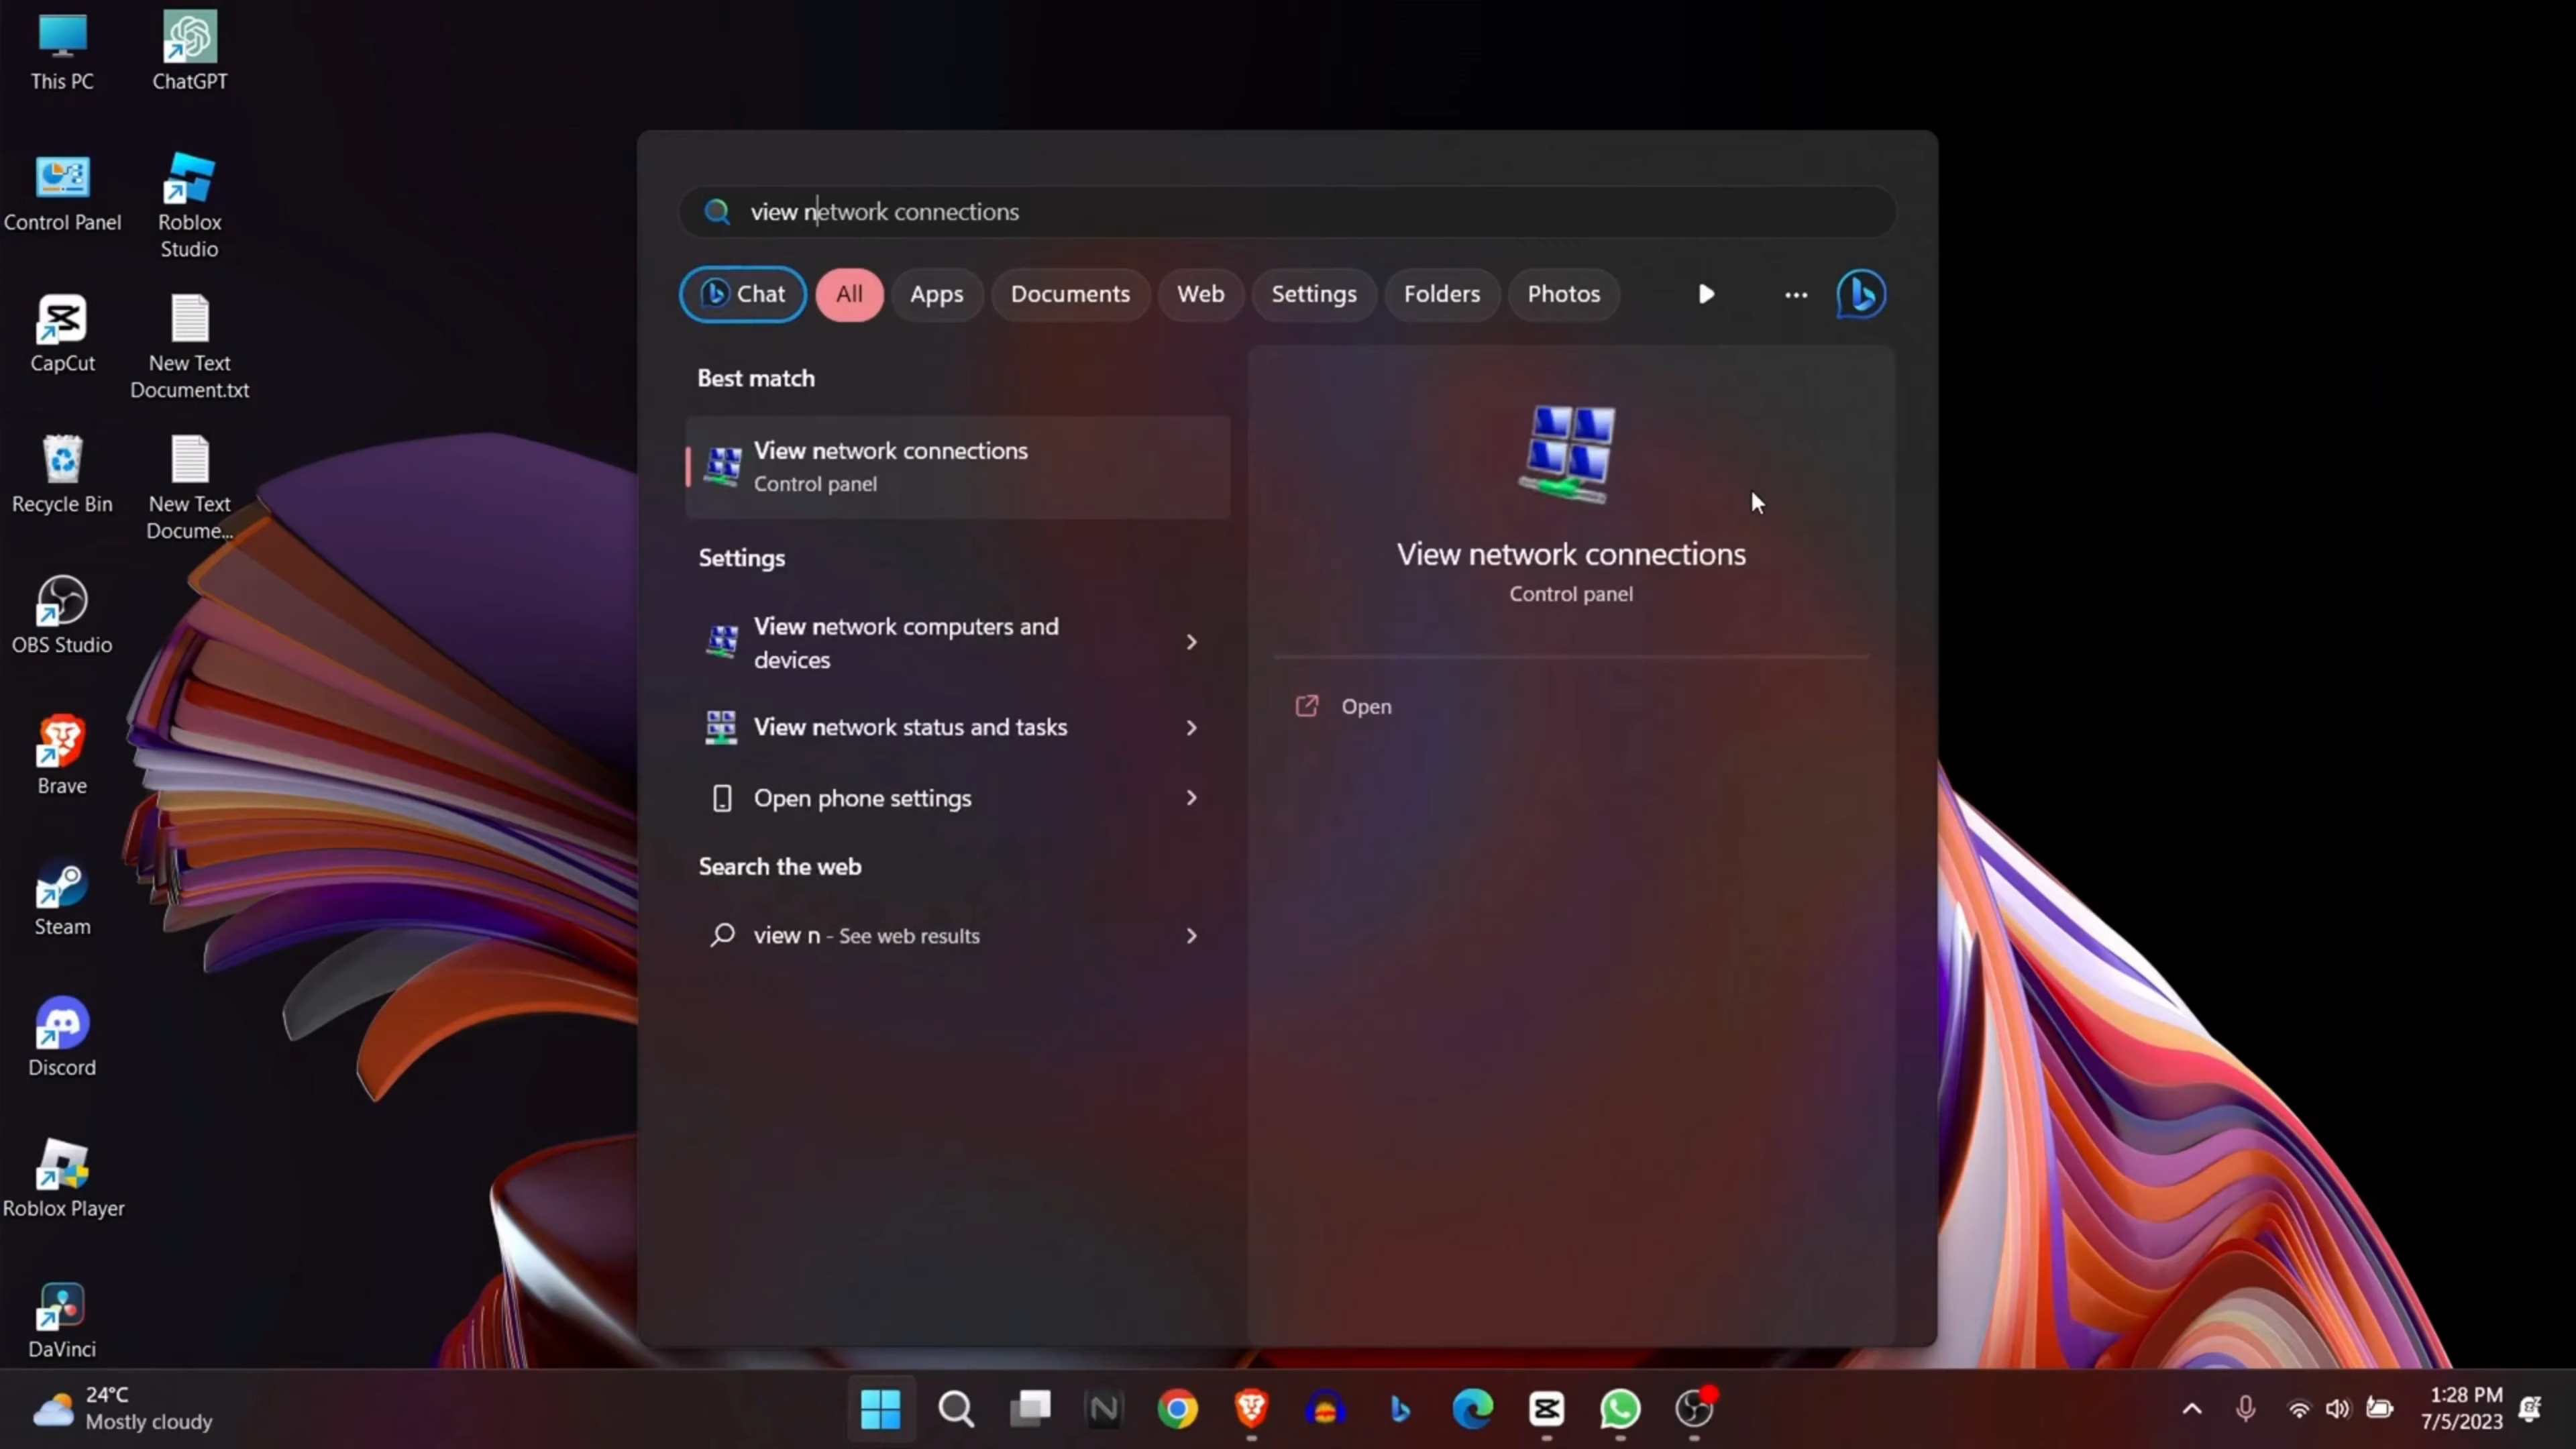 This PC
ChatGPT
Control Panel
Roblox
Studio
CapCut
New Text
Document.txt
Recycle Bin
New Text
Docume...
OBS Studio
Brave
Steam
Discord
Roblox Player
DaVinci
view network connections
Chat
All
Apps
Documents
Web
Settings
Folders
Photos
Best match
View network connections
Control panel
Settings
View network computers and
devices
View network status and tasks
Open phone settings
Search the web
view n - See web results
View network connections
Control panel
Open
24°C
Mostly cloudy
1:28 PM
7/5/2023